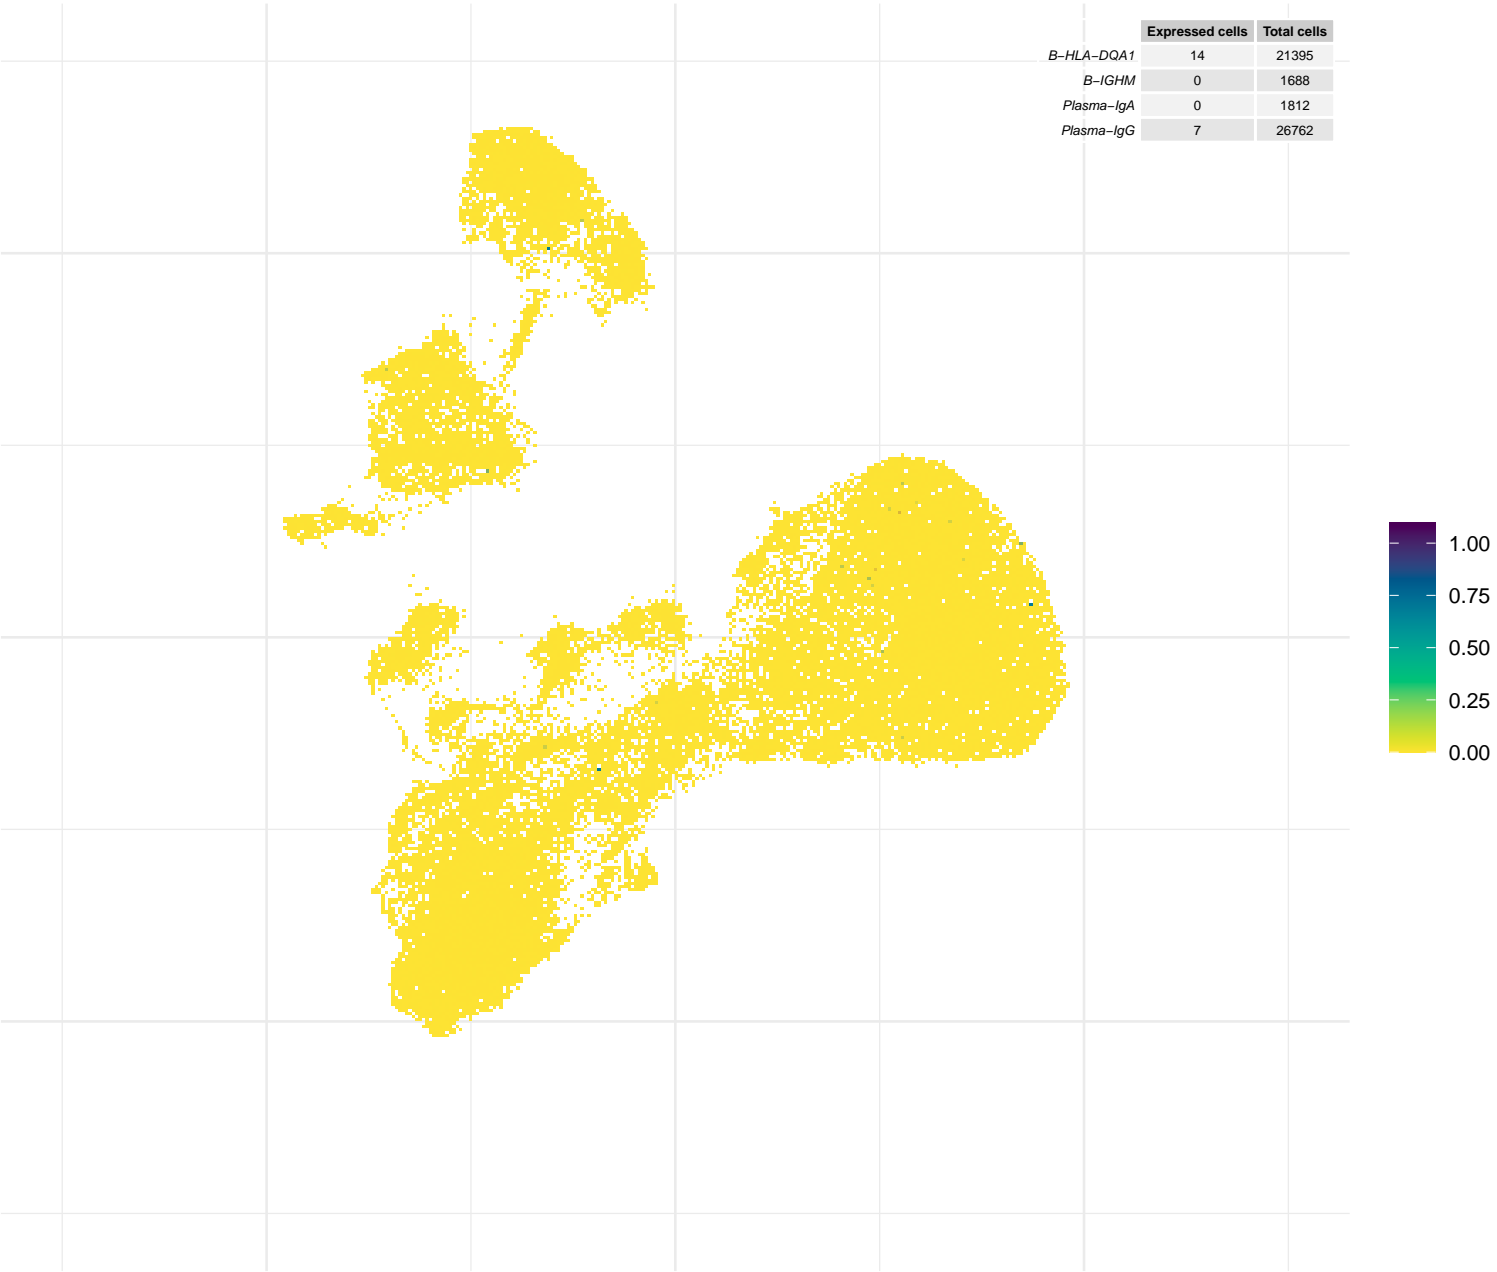 Expressed cells Total cells
B−HLA−DQA1 14 21395
B−IGHM 0 1688
Plasma−IgA 0 1812
Plasma−IgG 7 26762
1.00
0.75
0.50
0.25
0.00